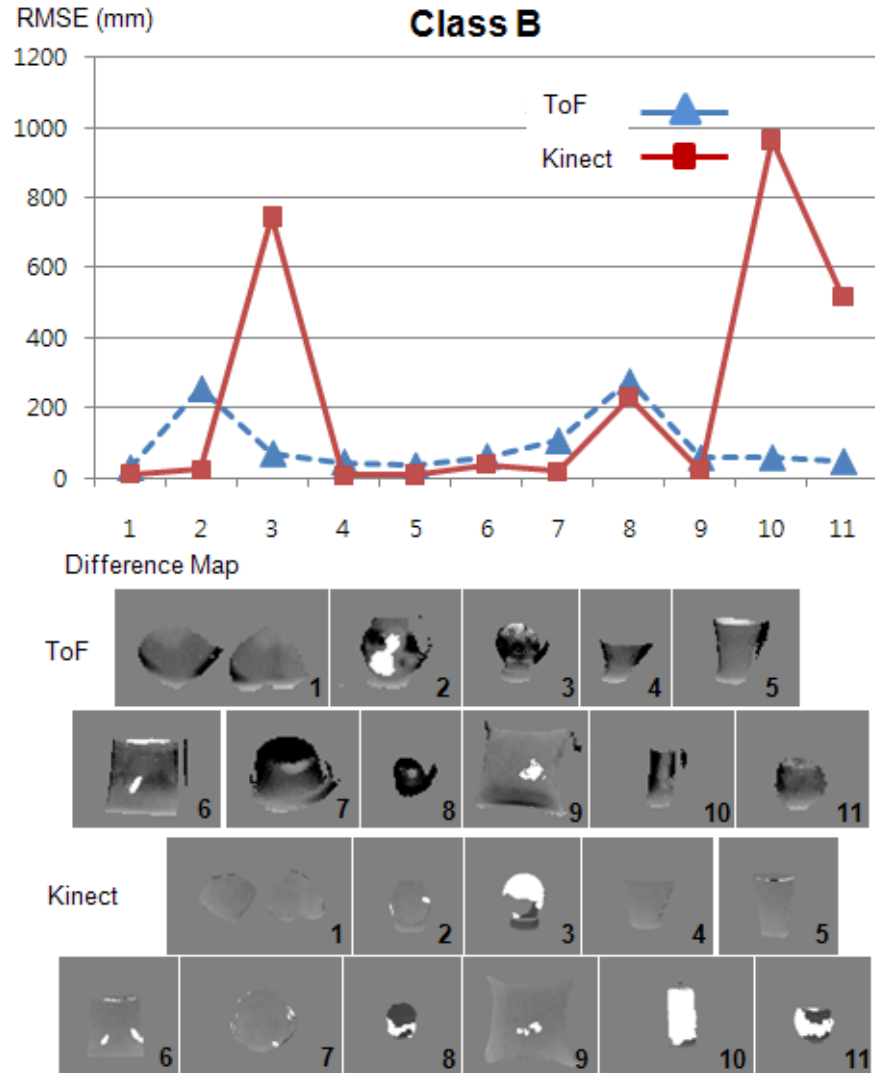 RMSE (mm)
Class B
1200
1000
800
600
400
200
0
ToF
Kinect
1 2 3 4 5 6 7 8 9 10 11
Difference Map
ToF
1 2 3 4 5
6 7 8 9 10 11
Kinect
1 2 3 4 5
6 7 8 9 10 11